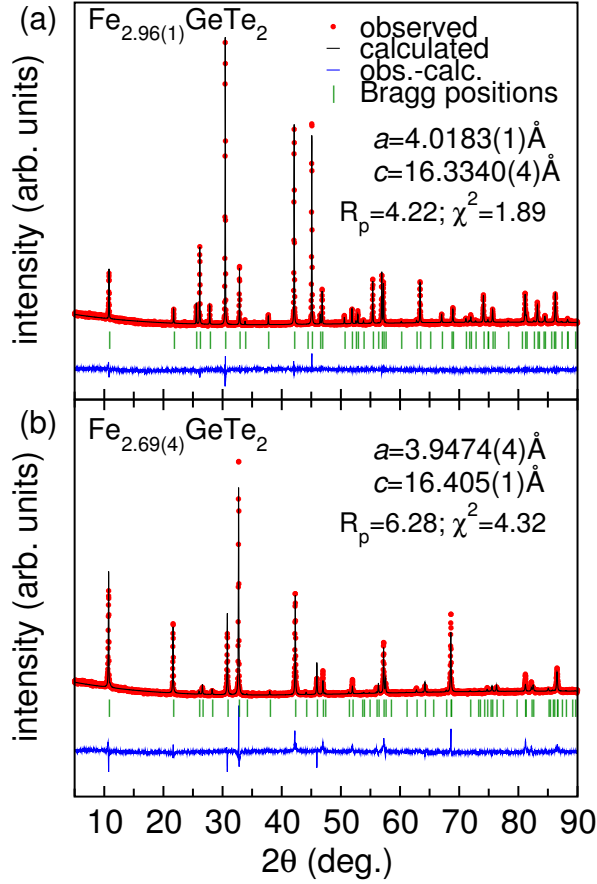 (a)
Fe2.96(1)GeTe2
observed
calculated
obs.-calc.
Bragg positions
a=4.0183(1)Å
c=16.3340(4)Å
Rp=4.22; χ2=1.89
intensity (arb. units)
(b)
Fe2.69(4)GeTe2
a=3.9474(4)Å
c=16.405(1)Å
Rp=6.28; χ2=4.32
intensity (arb. units)
10 20 30 40 50 60 70 80 90
2θ (deg.)